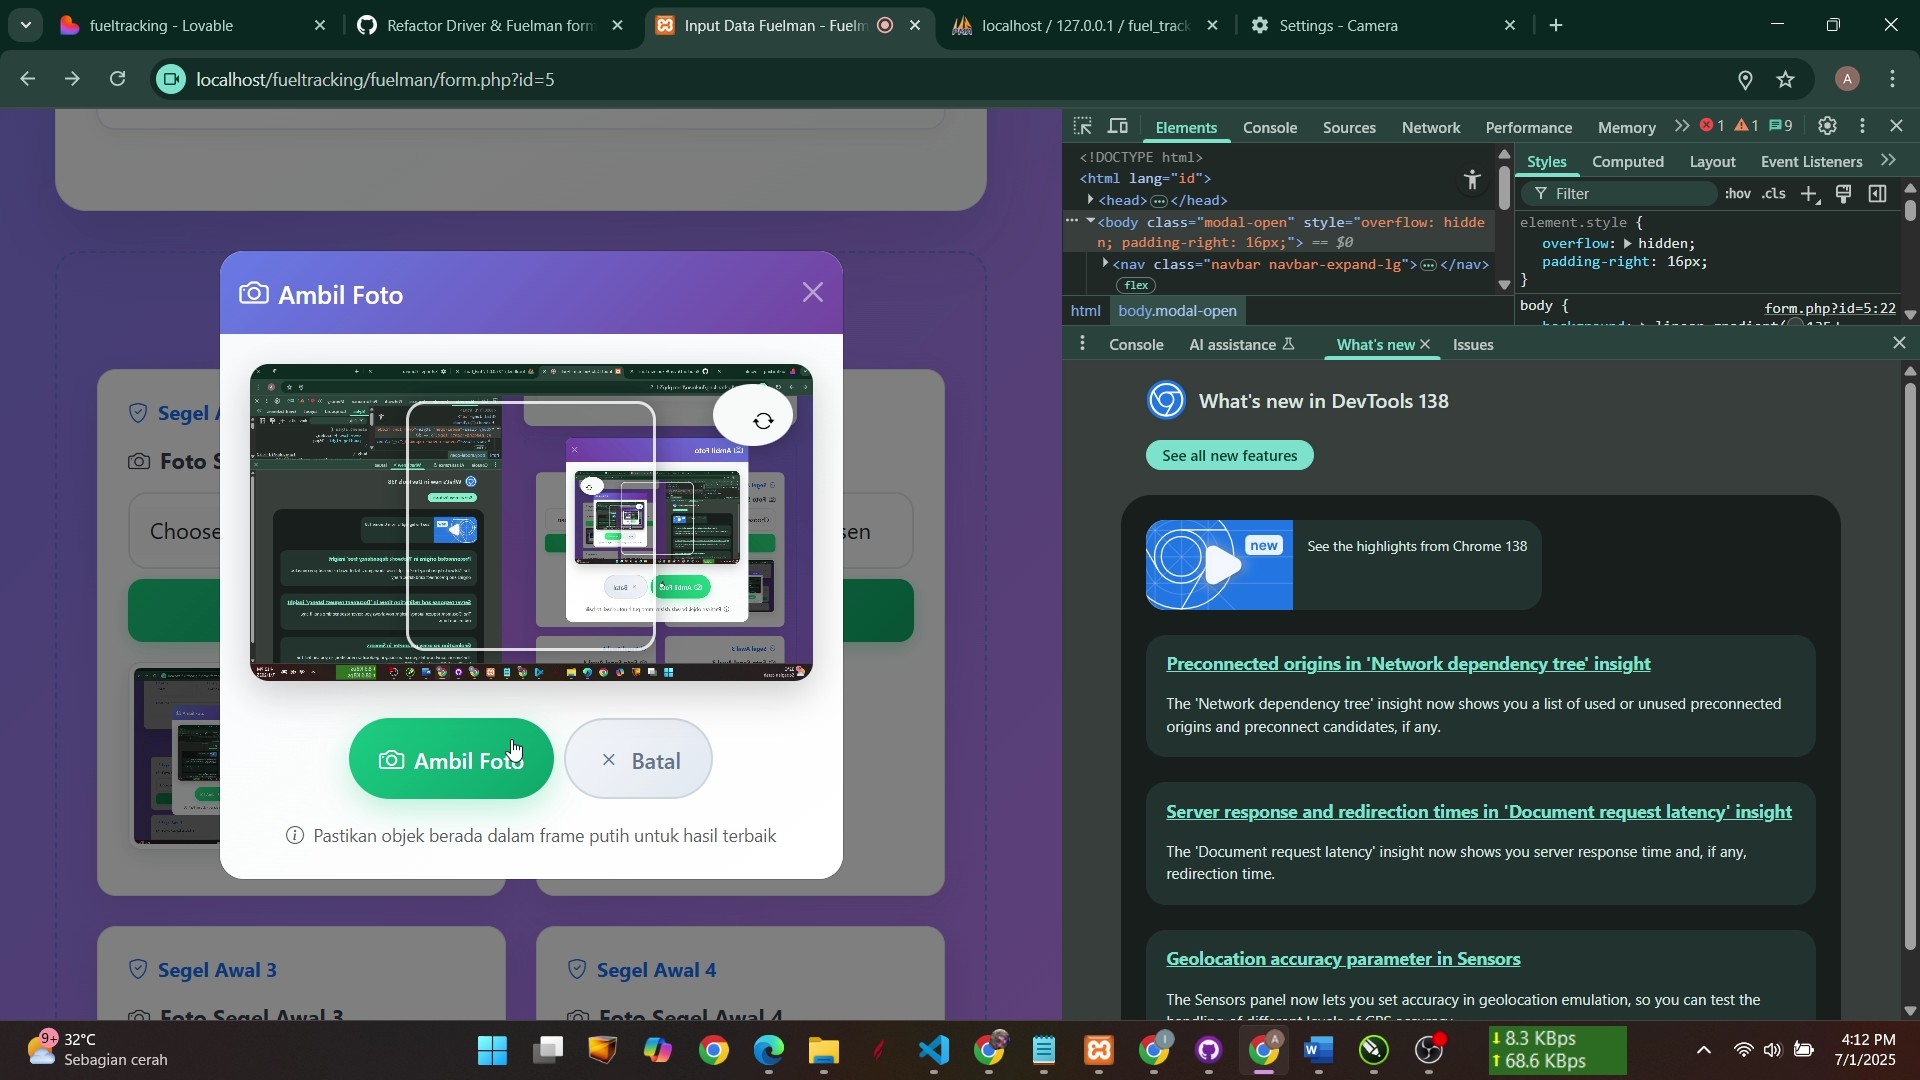 fueltracking - Lovable
Refactor Driver & Fuelman form
Input Data Fuelman - Fuelm
localhost / 127.0.0.1 / fuel_track
Settings - Camera
localhost/fueltracking/fuelman/form.php?id=5
A
Elements
Console
Sources
Network
Performance
Memory
1
1
9
<!DOCTYPE html>
<html lang="id">
<head>
</head>
<body class="modal-open" style="overflow: hidde
n; padding-right: 16px;"> == $0
<nav class="navbar navbar-expand-lg">
</nav>
flex
html
body.modal-open
Styles
Computed
Layout
Event Listeners
Filter
:hov
.cls
element.style {
overflow: hidden;
padding-right: 16px;
}
body {
form.php?id=5:22
Console
AI assistance
What's new
Issues
What's new in DevTools 138
See all new features
new
See the highlights from Chrome 138
Preconnected origins in 'Network dependency tree' insight
The 'Network dependency tree' insight now shows you a list of used or unused preconnected
origins and preconnect candidates, if any.
Server response and redirection times in 'Document request latency' insight
The 'Document request latency' insight now shows you server response time and, if any,
redirection time.
Geolocation accuracy parameter in Sensors
The Sensors panel now lets you set accuracy in geolocation emulation, so you can test the
Ambil Foto
Segel A
Foto S
Choose
sen
Ambil Foto
Batal
Pastikan objek berada dalam frame putih untuk hasil terbaik
Segel Awal 3
Foto Segel Awal 3
Segel Awal 4
Foto Segel Awal 4
9+
32°C
Sebagian cerah
8.3 KBps
68.6 KBps
4:12 PM
7/1/2025